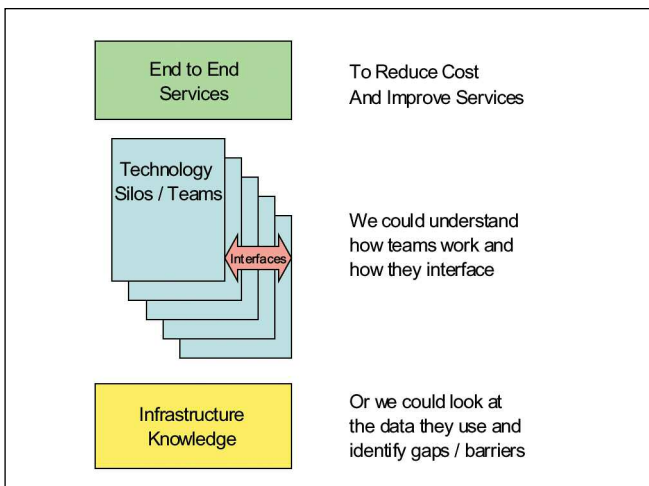 End to End
Services
To Reduce Cost
And Improve Services
Technology
Silos / Teams
Interfaces
We could understand
how teams work and
how they interface
Infrastructure
Knowledge
Or we could look at
the data they use and
identify gaps / barriers